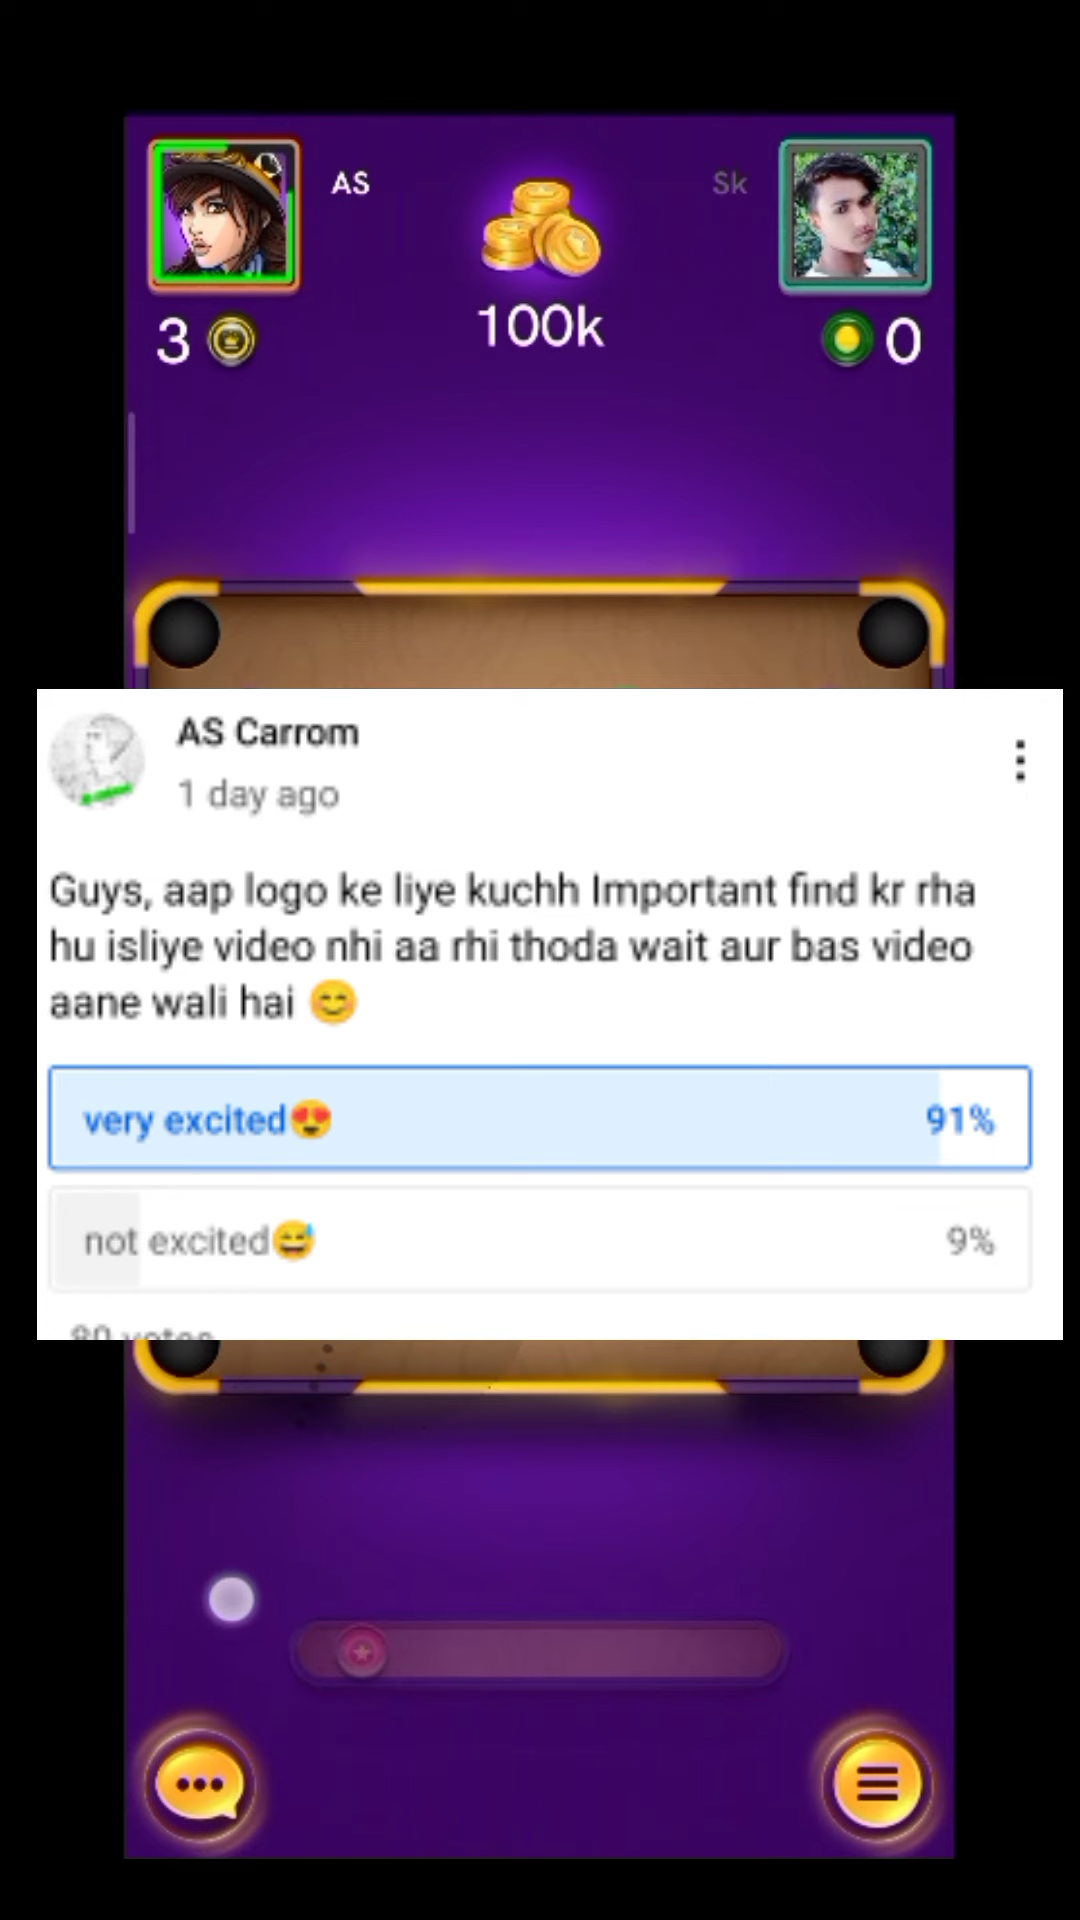 AS
Sk
3
100k
0
AS Carrom
1 day ago
Guys, aap logo ke liye kuchh Important find kr rha
hu isliye video nhi aa rhi thoda wait aur bas video
aane wali hai 😊
very excited😍 91%
not excited😅 9%
80 votes